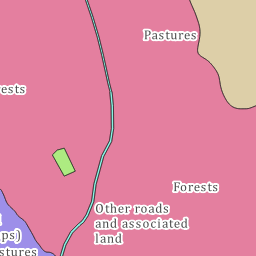 Pastures
ests
Forests
Other roads
and associated
land
ps)
stures